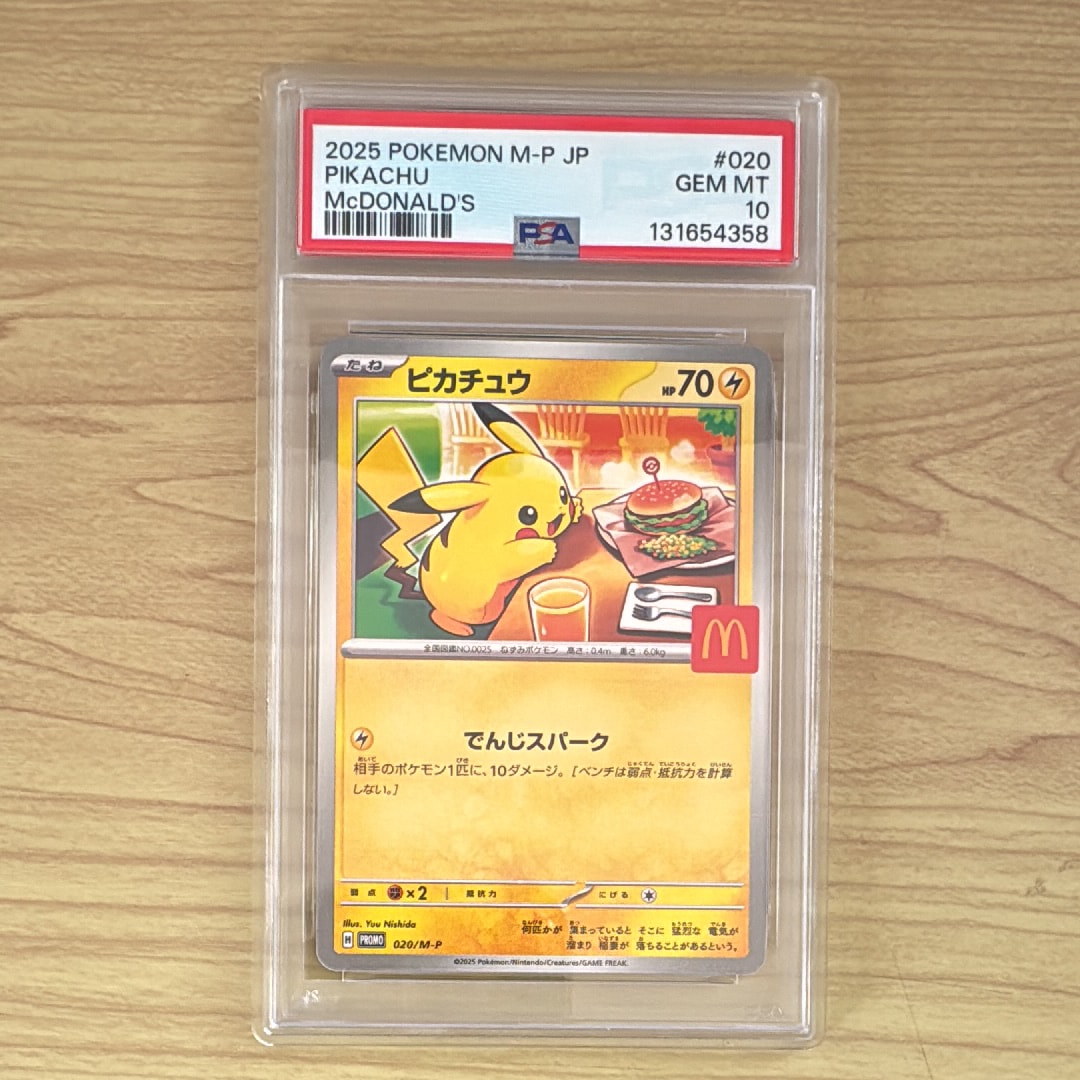 2025 POKEMON M-P JP #020
PIKACHU GEM MT
McDONALD'S 10
PSA 131654358
たね ピカチュウ HP70
全国図鑑NO.0025 ねずみポケモン 高さ:0.4m 重さ:6.0kg
でんじスパーク
相手のポケモン1匹に、10ダメージ。[ベンチは弱点・抵抗力を計算
しない。]
弱点 ×2 抵抗力 にげる
Illus. Yuu Nishida
何匹かが 集まっていると そこに 猛烈な 電気が
溜まり 稲妻が 落ちることがあるという。
PROMO 020/M-P
©2025 Pokémon/Nintendo/Creatures/GAME FREAK.